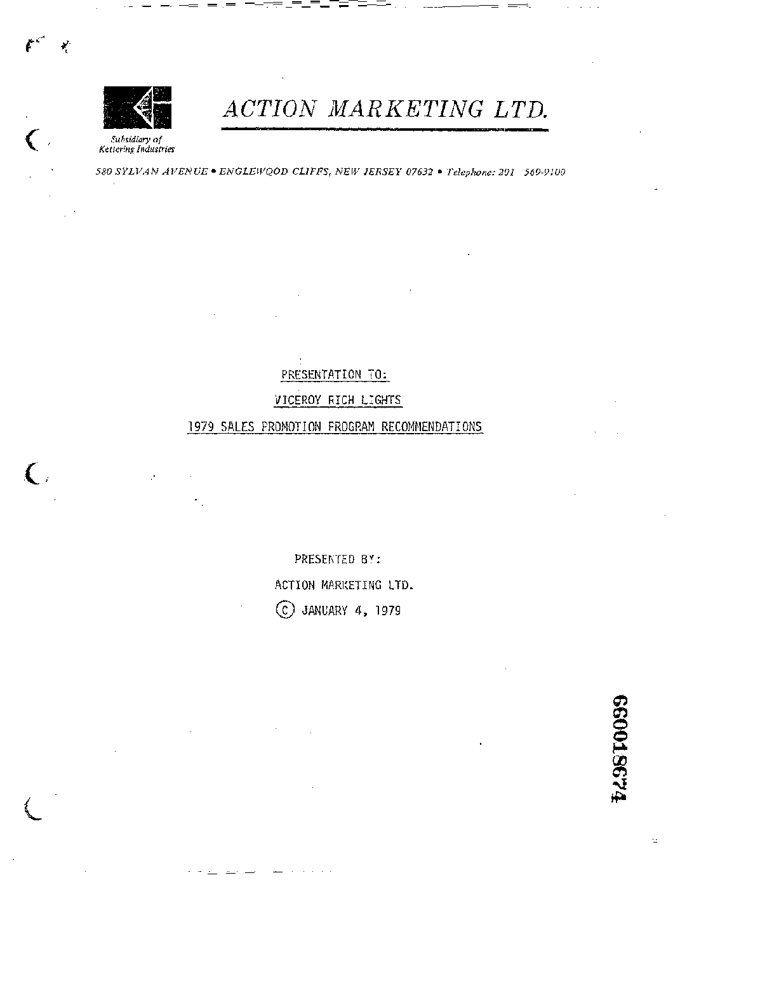 ACTION MARKETING LTD.
Subsidiary of
Kettering Industries
580 SYLVAN AVENUE • ENGLEWOOD CLIFFS, NEW JERSEY 07632 • Telephone: 201 569-9100
PRESENTATION TO:
VICEROY RICH LIGHTS
1979 SALES PROMOTION PROGRAM RECOMMENDATIONS
PRESENTED BY:
ACTION MARKETING LTD.
© JANUARY 4, 1979
660018674